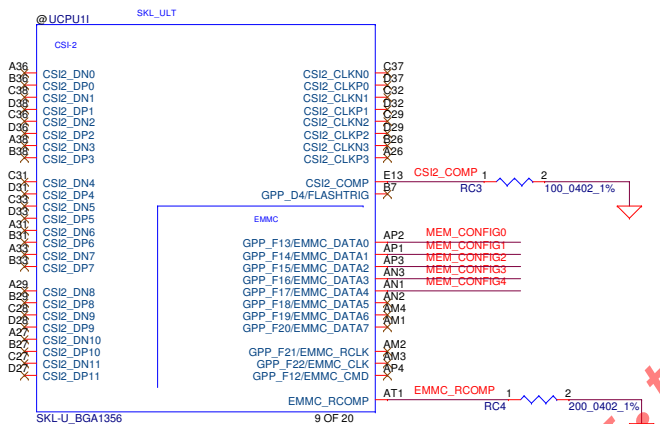 @UCPU1I
SKL_ULT
CSI-2
A36 CSI2_DN0 CSI2_CLKN0 C37
B36 CSI2_DP0 CSI2_CLKP0 D37
C38 CSI2_DN1 CSI2_CLKN1 C32
D38 CSI2_DP1 CSI2_CLKP1 D32
C36 CSI2_DN2 CSI2_CLKN2 C29
D36 CSI2_DP2 CSI2_CLKP2 D29
A38 CSI2_DN3 CSI2_CLKN3 B26
B38 CSI2_DP3 CSI2_CLKP3 A26
C31 CSI2_DN4 CSI2_COMP E13 CSI2_COMP 1 2
D31 CSI2_DP4 GPP_D4/FLASHTRIG B7 RC3 100_0402_1%
C33 CSI2_DN5
D33 CSI2_DP5 EMMC
A31 CSI2_DN6
B31 CSI2_DP6 GPP_F13/EMMC_DATA0 AP2 MEM_CONFIG0
A33 CSI2_DN7 GPP_F14/EMMC_DATA1 AP1 MEM_CONFIG1
B33 CSI2_DP7 GPP_F15/EMMC_DATA2 AP3 MEM_CONFIG2
GPP_F16/EMMC_DATA3 AN3 MEM_CONFIG3
A29 CSI2_DN8 GPP_F17/EMMC_DATA4 AN1 MEM_CONFIG4
B29 CSI2_DP8 GPP_F18/EMMC_DATA5 AN2
C28 CSI2_DN9 GPP_F19/EMMC_DATA6 AM4
D28 CSI2_DP9 GPP_F20/EMMC_DATA7 AM1
A27 CSI2_DN10
B27 CSI2_DP10 GPP_F21/EMMC_RCLK AM2
C27 CSI2_DN11 GPP_F22/EMMC_CLK AM3
D27 CSI2_DP11 GPP_F12/EMMC_CMD AP4
EMMC_RCOMP AT1 EMMC_RCOMP 1 2
RC4 200_0402_1%
SKL-U_BGA1356 9 OF 20